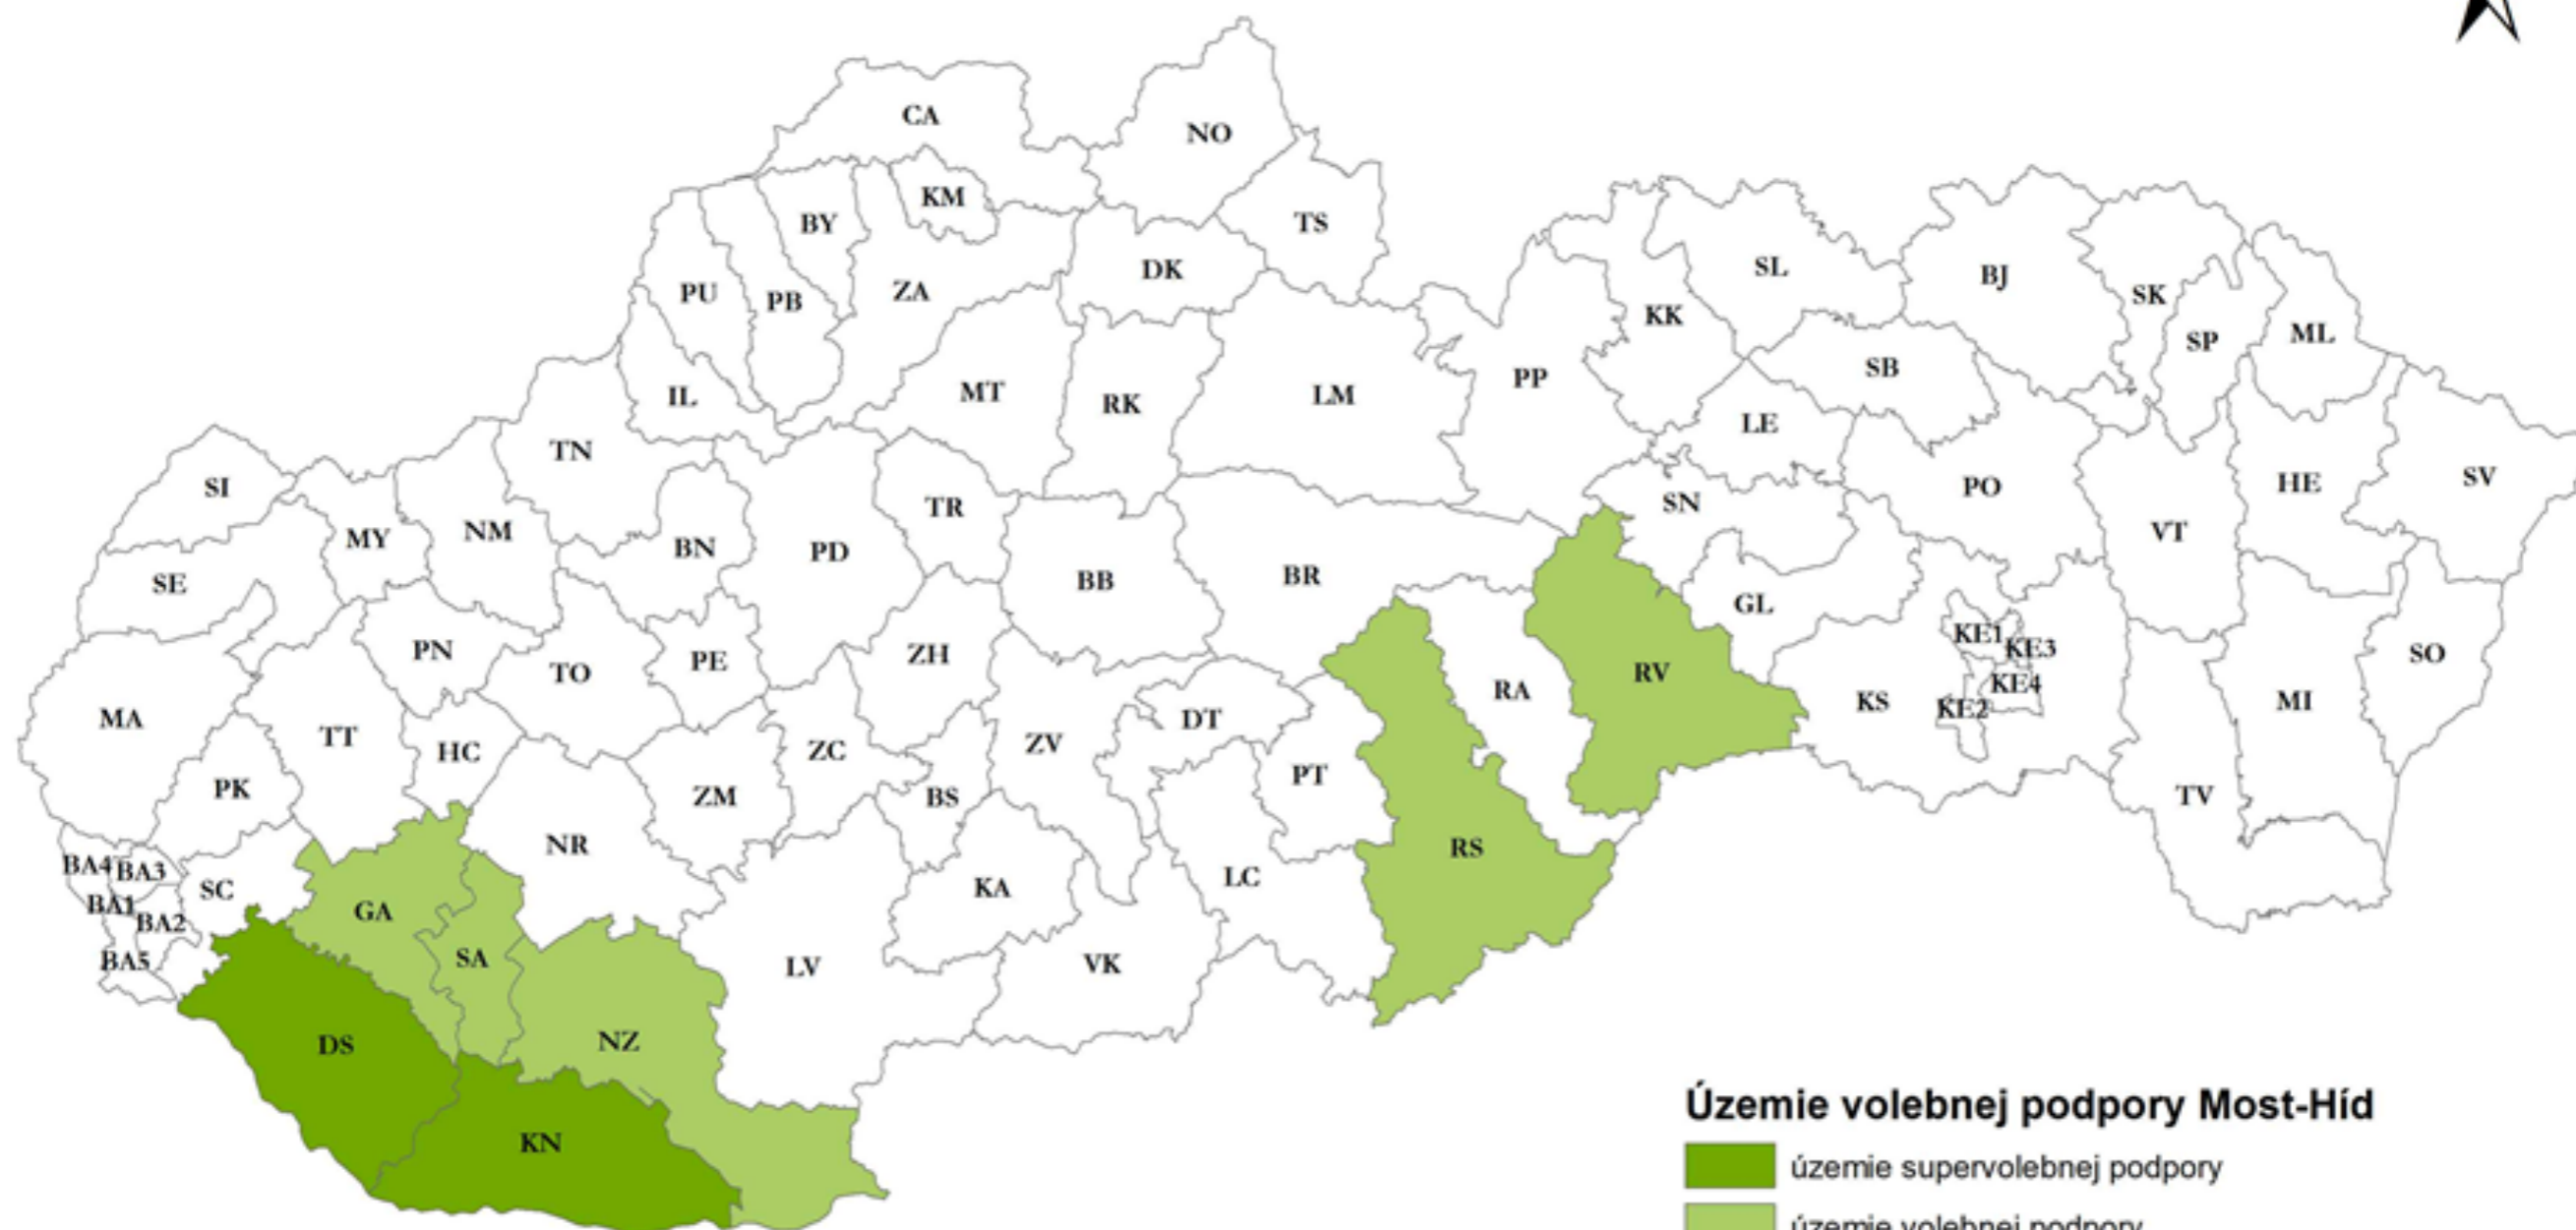 CA
NO
KM
BY
TS
DK
SL
BJ
PU
PB
ZA
SK
KK
SP
ML
PP
SB
IL
MT
RK
LM
LE
TN
SI
TR
SN
PO
HE
SV
MY
NM
BN
PD
VT
SE
BB
BR
GL
PN
TO
PE
ZH
KE1
KE3
SO
RV
RA
KE4
KS
KE2
MI
MA
TT
HC
ZC
ZV
DT
PK
ZM
BS
PT
TV
NR
RS
BA4
BA3
SC
KA
LC
BA1
BA2
GA
BA5
SA
LV
VK
DS
NZ
KN
Územie volebnej podpory Most-Híd
územie supervolebnej podpory
územie volebnej podpory